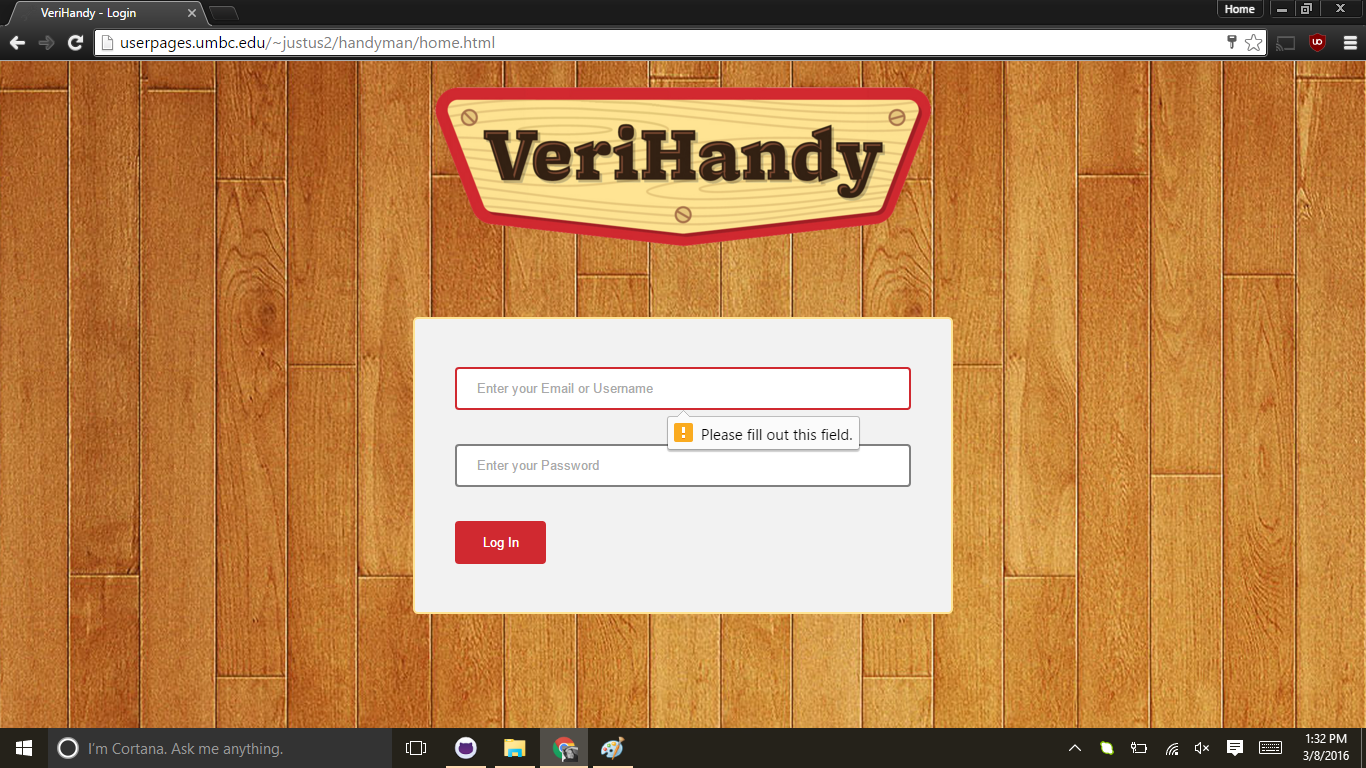 VeriHandy - Login
Home
userpages.umbc.edu/~justus2/handyman/home.html
VeriHandy
Enter your Email or Username
Please fill out this field.
Enter your Password
Log In
I'm Cortana. Ask me anything.
1:32 PM
3/8/2016